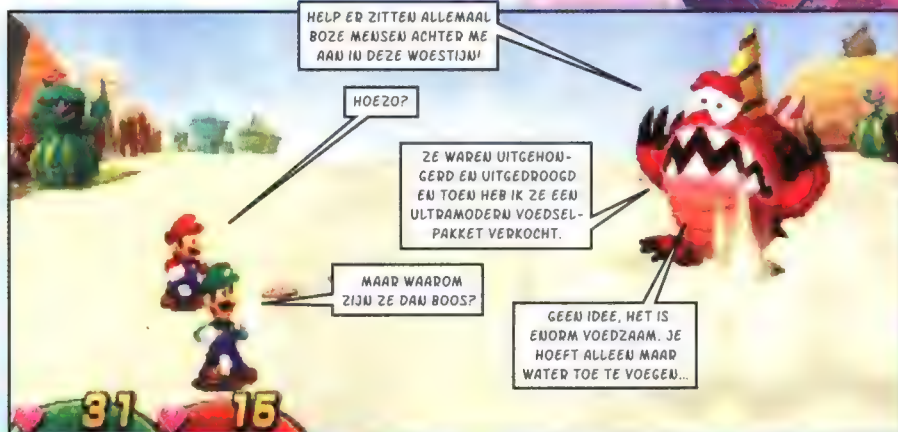 HELP ER ZITTEN ALLEMAAL
BOZE MENSEN ACHTER ME
AAN IN DEZE WOESTIJN!
HOEZO?
ZE WAREN UITGEHON-
GERD EN UITGEDROOGD
EN TOEN HEB IK ZE EEN
ULTRAMODERN VOEDSEL-
PAKKET VERKOCHT.
MAAR WAAROM
ZIJN ZE DAN BOOS?
GEEN IDEE, HET IS
ENORM VOEDZAAM. JE
HOEFT ALLEEN MAAR
WATER TOE TE VOEGEN...
31 16